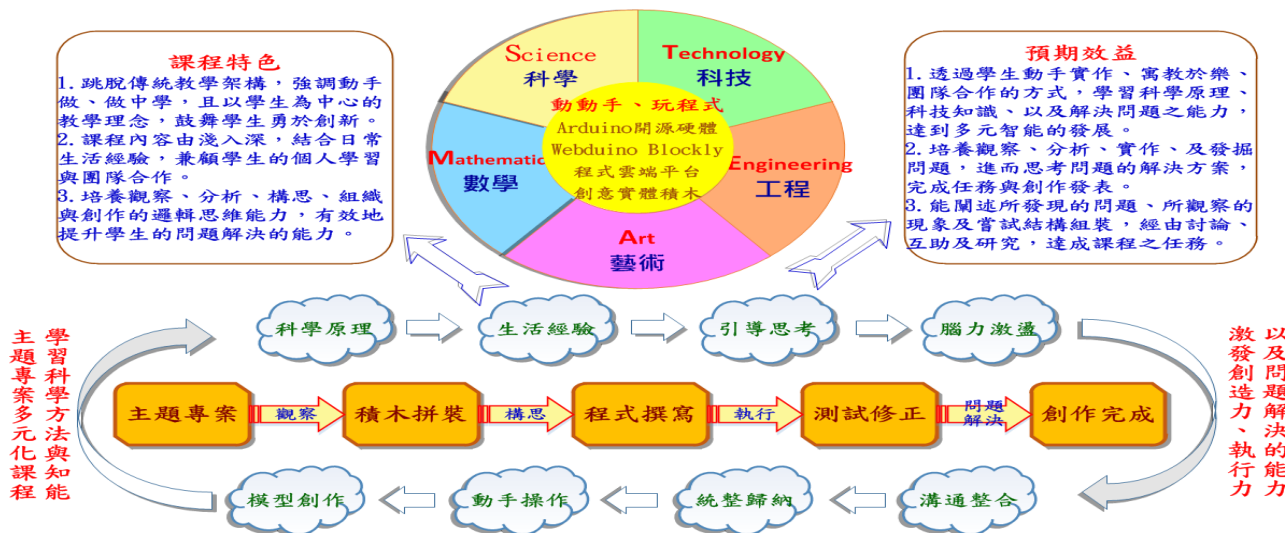 課程特色
1. 跳脫傳統教學架構，強調動手
做、做中學，且以學生為中心的
教學理念，鼓舞學生勇於創新。
2. 課程內容由淺入深，結合日常
生活經驗，兼顧學生的個人學習
與團隊合作。
3. 培養觀察、分析、構思、組織
與創作的邏輯思維能力，有效地
提升學生的問題解決的能力。
Science
科學
Technology
科技
Mathematic
數學
Engineering
工程
Art
藝術
動動手、玩程式
Arduino開源硬體
Webduino Blockly
程式雲端平台
創意實體積木
預期效益
1. 透過學生動手實作、寓教於樂、
團隊合作的方式，學習科學原理、
科技知識、以及解決問題之能力，
達到多元智能的發展。
2. 培養觀察、分析、實作、及發掘
問題，進而思考問題的解決方案，
完成任務與創作發表。
3. 能闡述所發現的問題、所觀察的
現象及嘗試結構組裝，經由討論、
互助及研究，達成課程之任務。
科學原理
生活經驗
引導思考
腦力激盪
學習科學方法與知能
主題專案多元化課程
主題專案
觀察
積木拼裝
構思
程式撰寫
執行
測試修正
問題
解決
創作完成
以及問題解決的能力
激發創造力、執行力
模型創作
動手操作
統整歸納
溝通整合